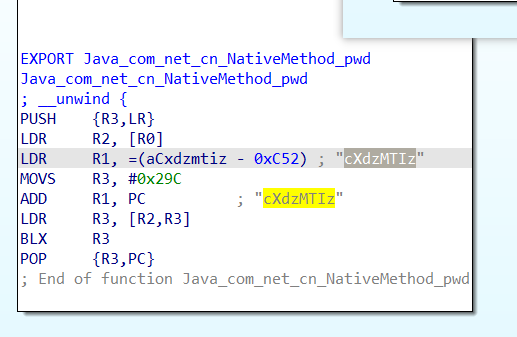 EXPORT Java_com_net_cn_NativeMethod_pwd
Java_com_net_cn_NativeMethod_pwd
; __unwind {
PUSH {R3,LR}
LDR R2, [R0]
LDR R1, =(aCxdzmtiz - 0xC52) ; "cXdzMTIz"
MOVS R3, #0x29C
ADD R1, PC ; "cXdzMTIz"
LDR R3, [R2,R3]
BLX R3
POP {R3,PC}
; End of function Java_com_net_cn_NativeMethod_pwd